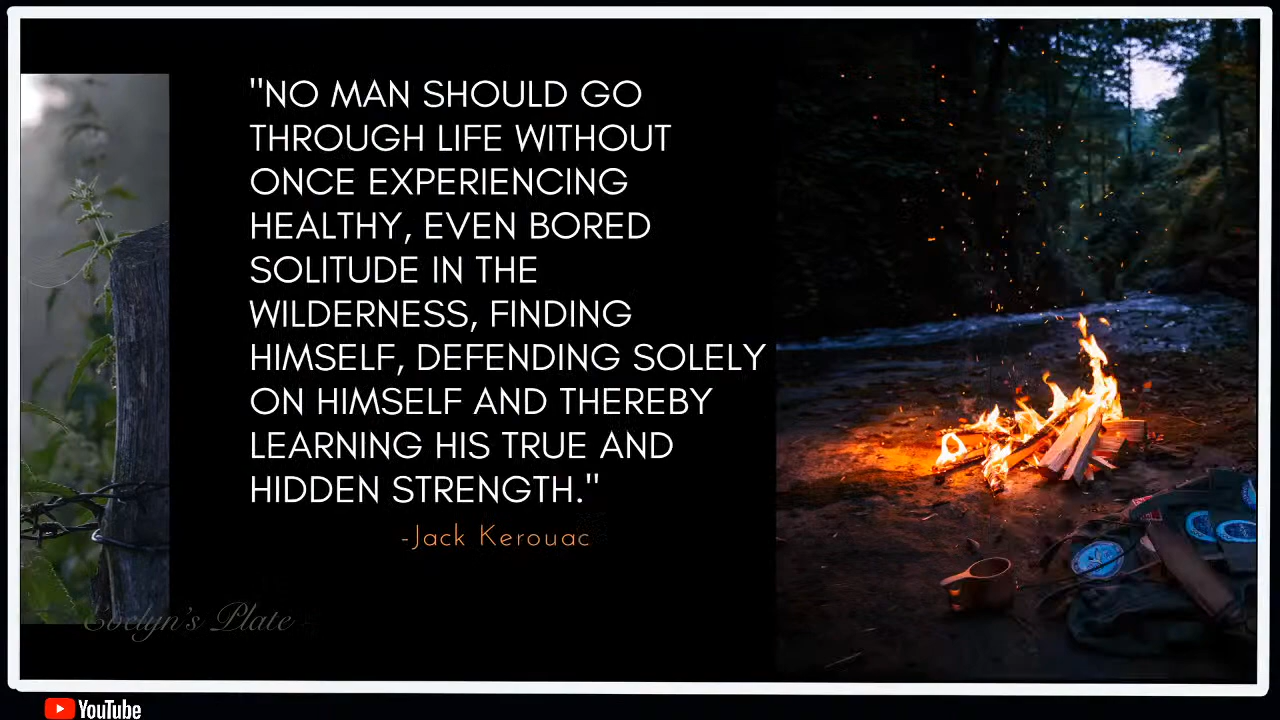 "NO MAN SHOULD GO
THROUGH LIFE WITHOUT
ONCE EXPERIENCING
HEALTHY, EVEN BORED
SOLITUDE IN THE
WILDERNESS, FINDING
HIMSELF, DEFENDING SOLELY
ON HIMSELF AND THEREBY
LEARNING HIS TRUE AND
HIDDEN STRENGTH."
-Jack Kerouac
Evelyn's Plate
YouTube